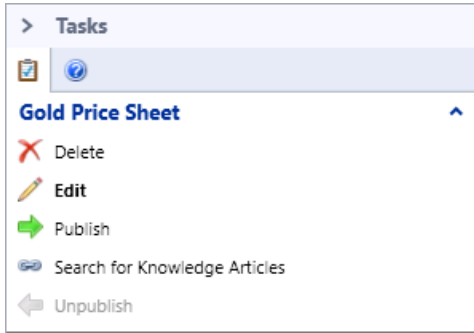 Tasks
Gold Price Sheet
Delete
Edit
Publish
Search for Knowledge Articles
Unpublish